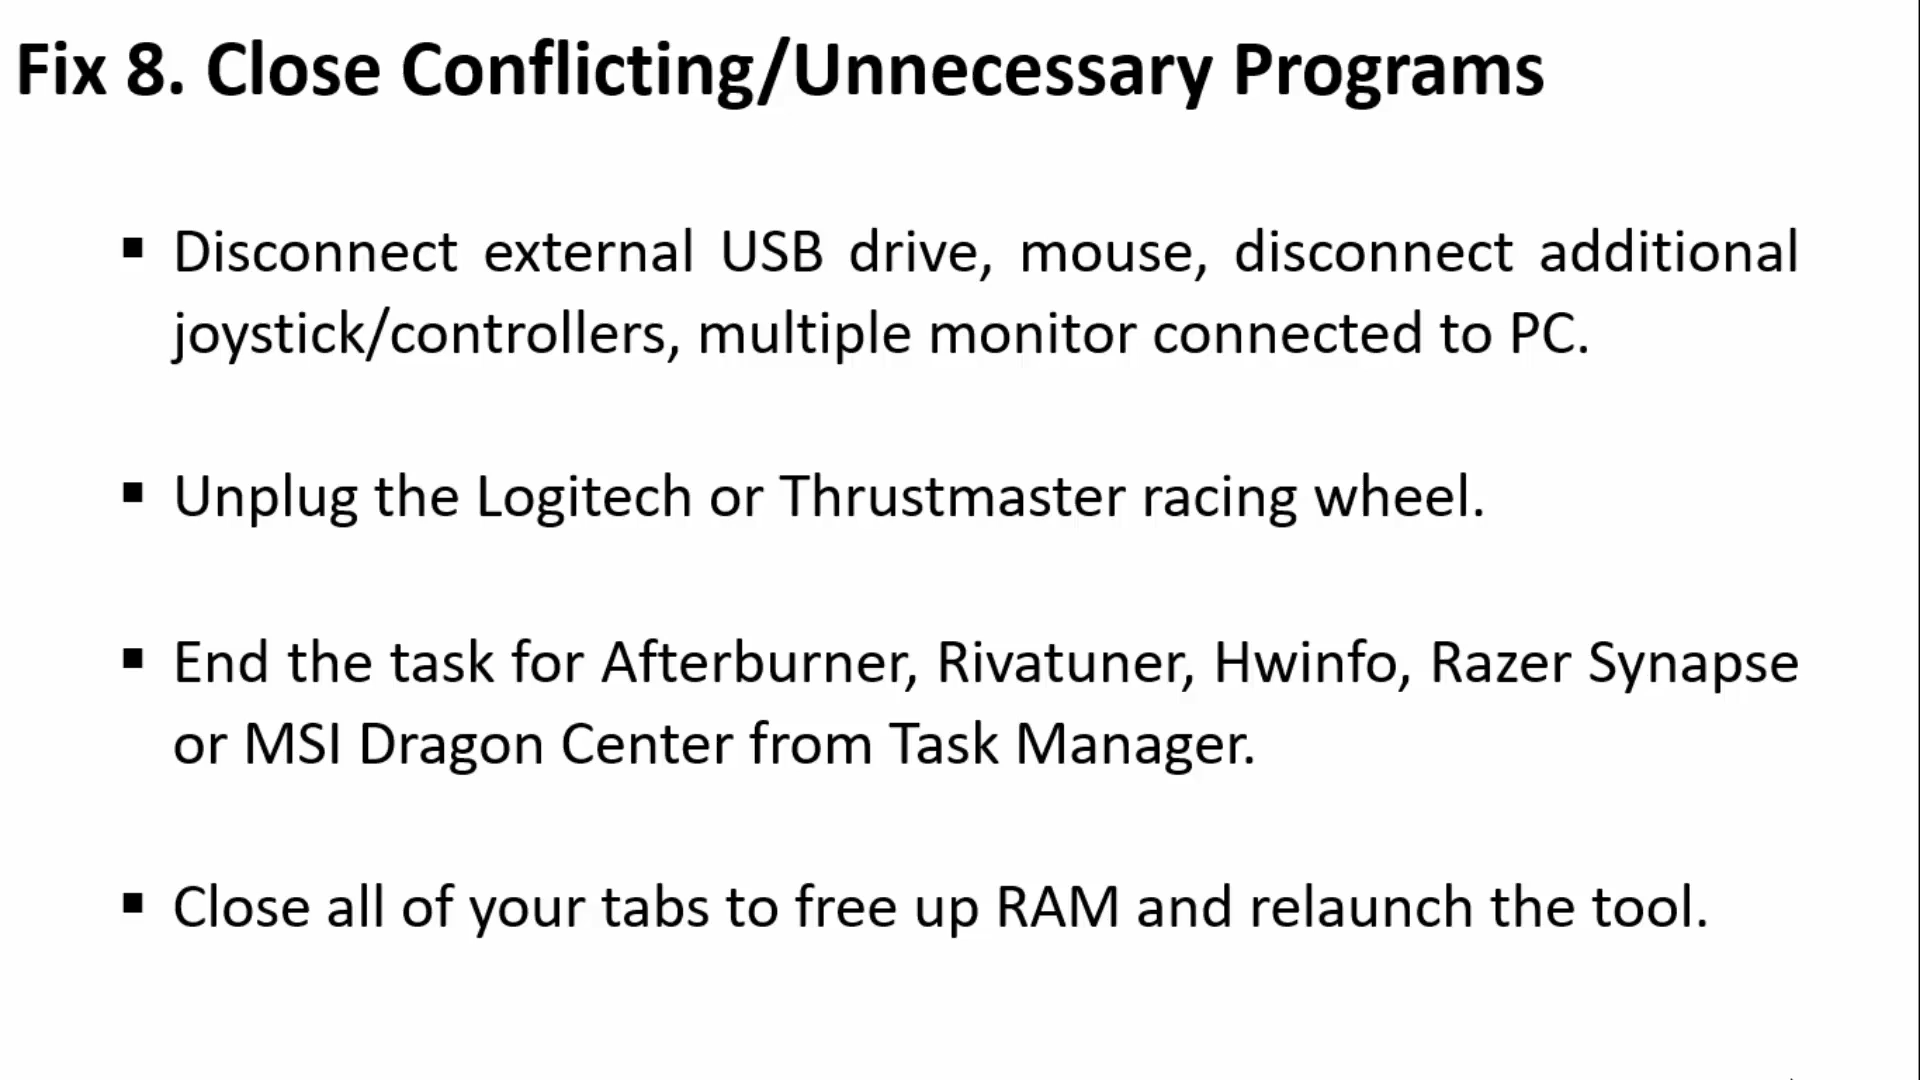 Fix 8. Close Conflicting/Unnecessary Programs
▪ Disconnect external USB drive, mouse, disconnect additional
joystick/controllers, multiple monitor connected to PC.
▪ Unplug the Logitech or Thrustmaster racing wheel.
▪ End the task for Afterburner, Rivatuner, Hwinfo, Razer Synapse
or MSI Dragon Center from Task Manager.
▪ Close all of your tabs to free up RAM and relaunch the tool.